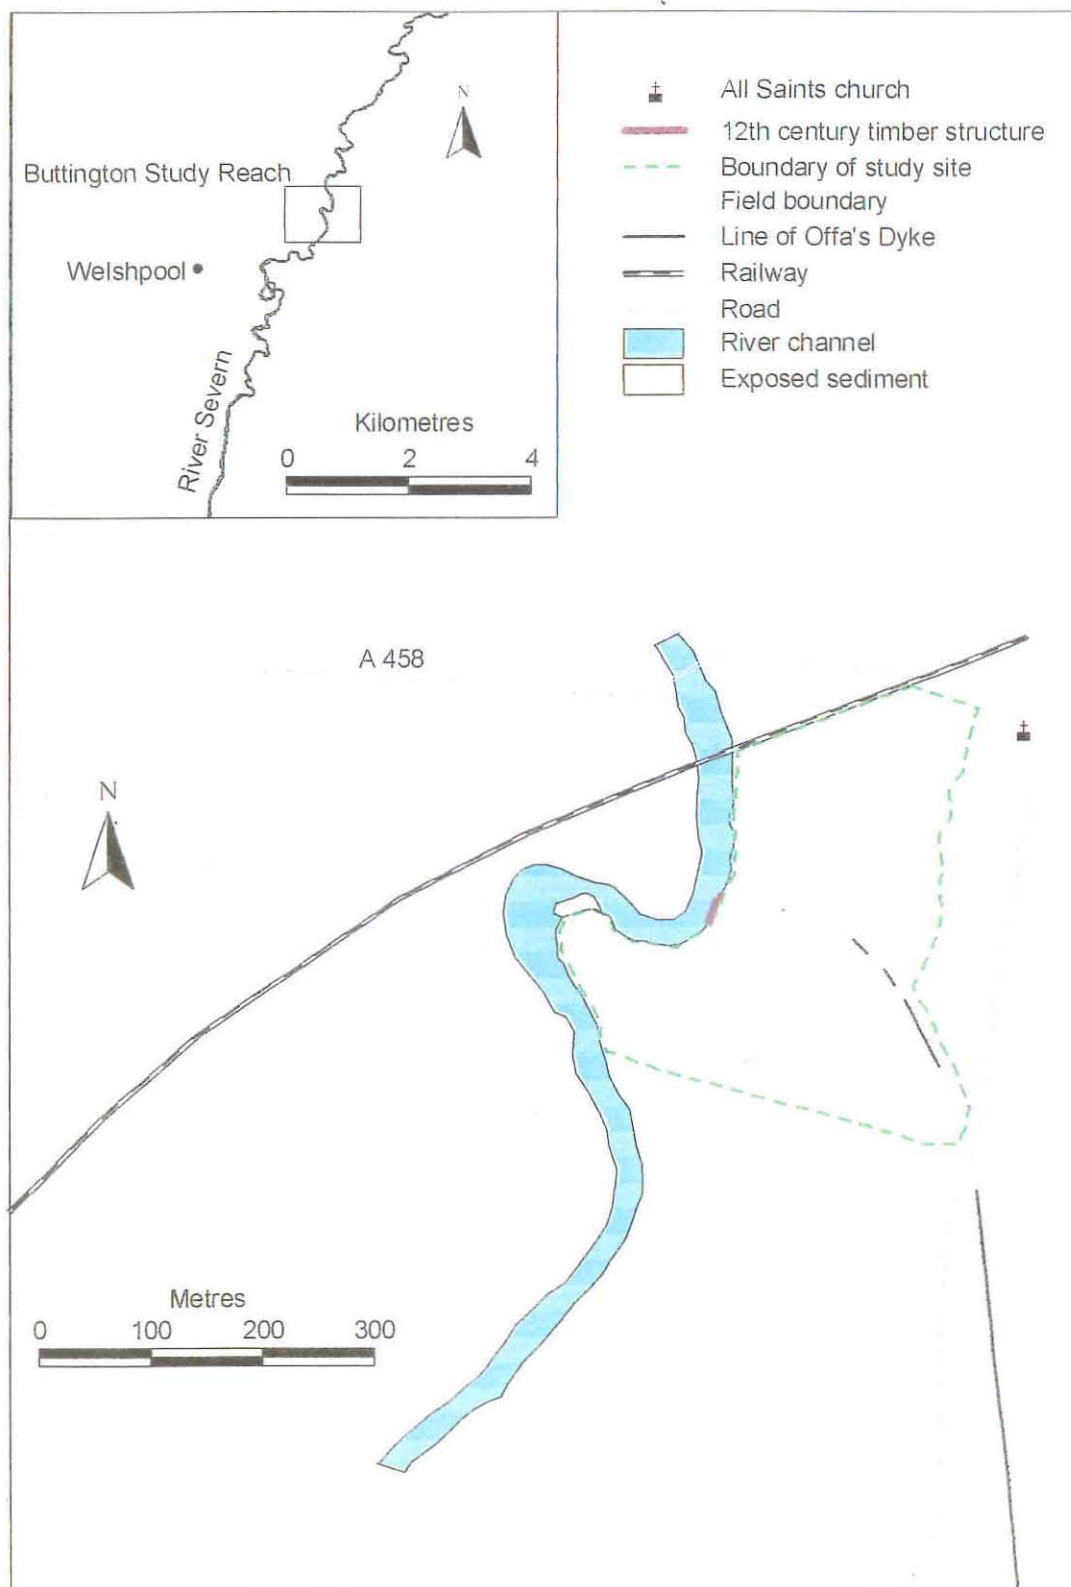 N
Buttington Study Reach
Welshpool
River Severn
Kilometres
0 2 4
All Saints church
12th century timber structure
Boundary of study site
Field boundary
Line of Offa's Dyke
Railway
Road
River channel
Exposed sediment
A 458
N
Metres
0 100 200 300